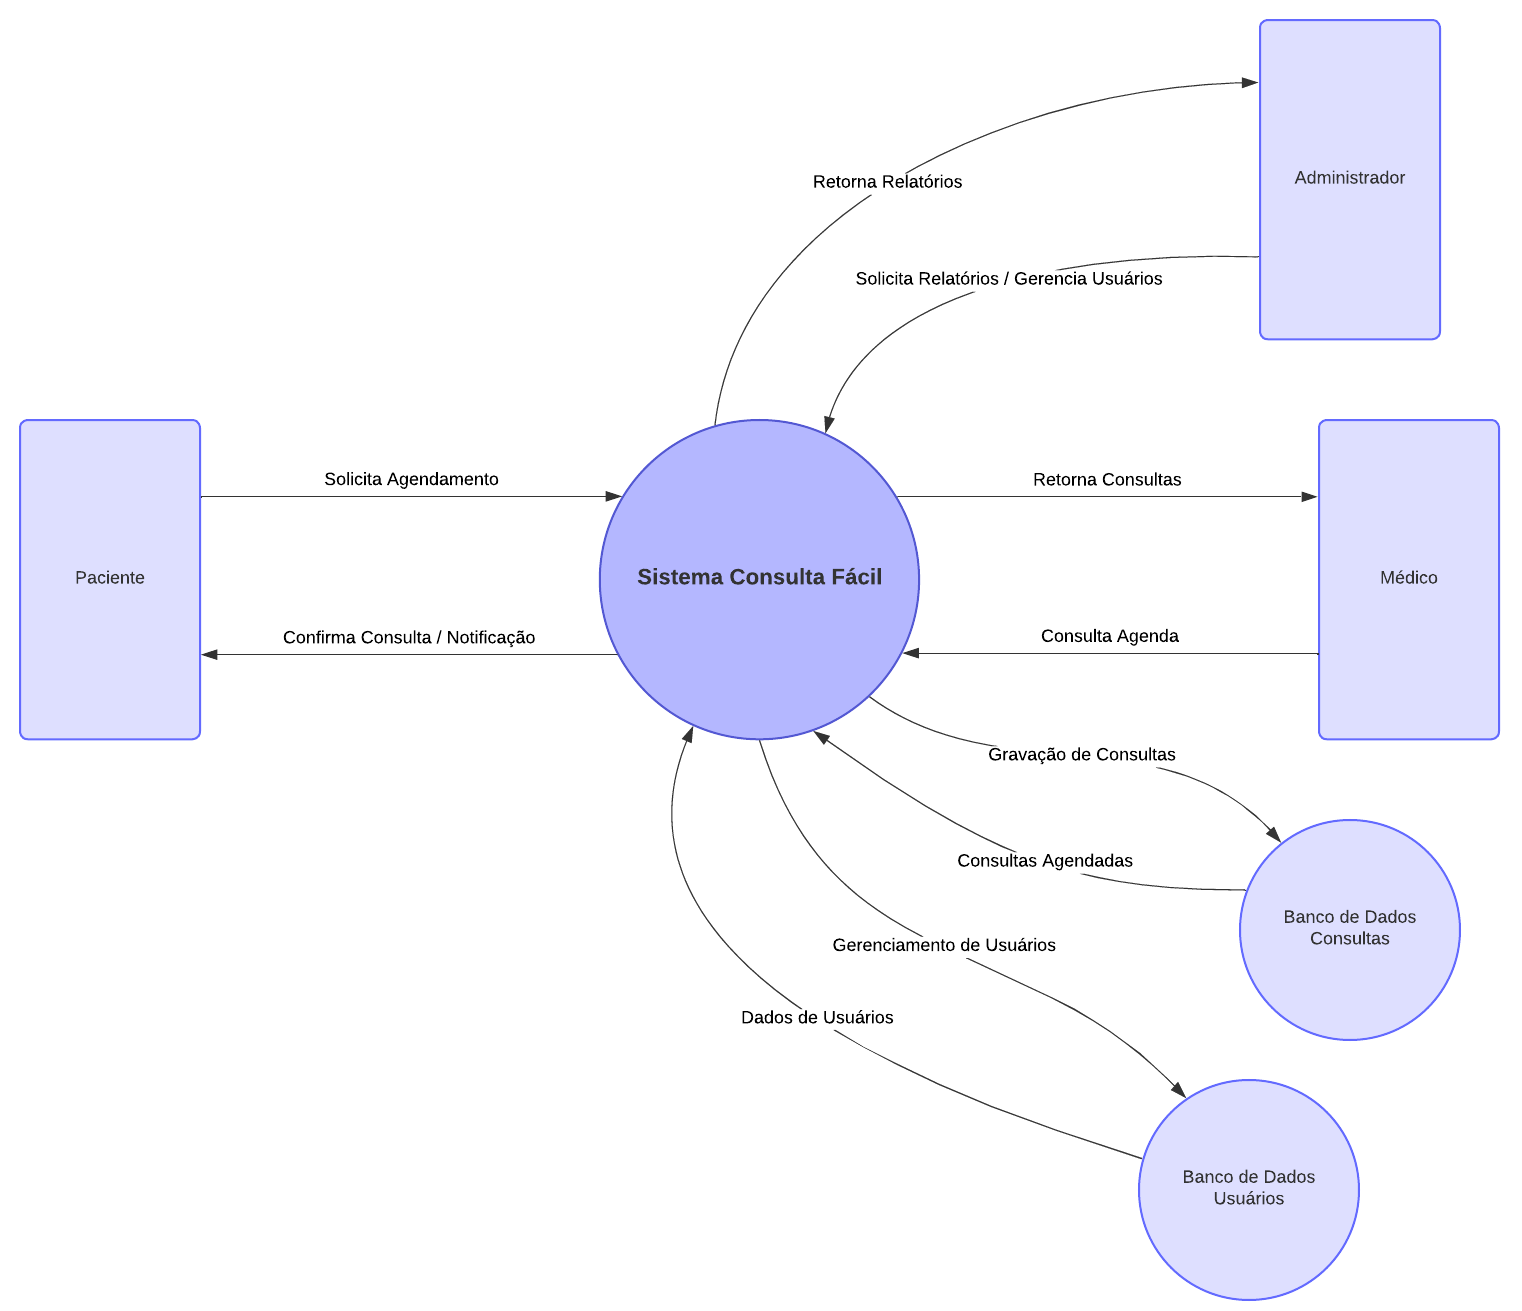 Administrador
Retorna Relatórios
Solicita Relatórios / Gerencia Usuários
Solicita Agendamento
Retorna Consultas
Paciente
Sistema Consulta Fácil
Médico
Confirma Consulta / Notificação
Consulta Agenda
Gravação de Consultas
Consultas Agendadas
Banco de Dados
Consultas
Gerenciamento de Usuários
Dados de Usuários
Banco de Dados
Usuários